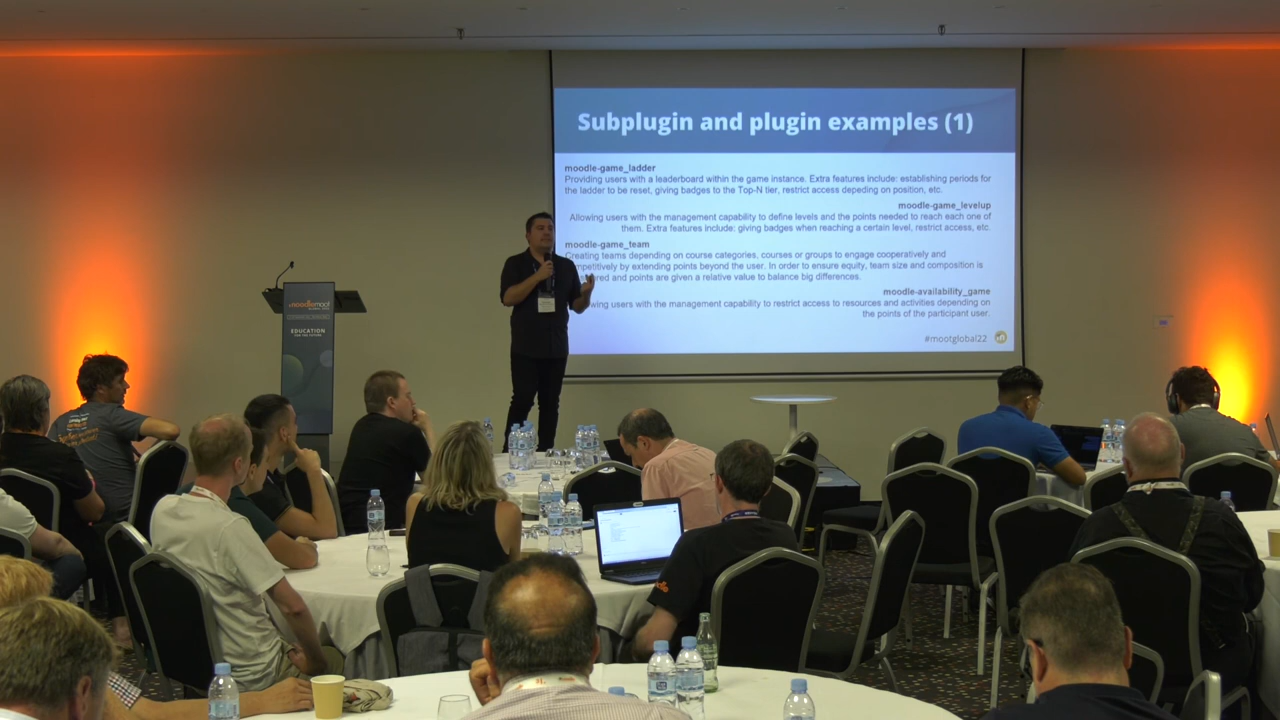 Subplugin and plugin examples (1)
moodle-game_ladder
Providing users with a leaderboard within the game instance. Extra features include: establishing periods for
the ladder to be reset, giving badges to the Top-N tier, restrict access depeding on position, etc.
moodle-game_levelup
Allowing users with the management capability to define levels and the points needed to reach each one of
them. Extra features include: giving badges when reaching a certain level, restrict access, etc.
moodle-game_team
Creating teams depending on course categories, courses or groups to engage cooperatively and
mpetitively by extending points beyond the user. In order to ensure equity, team size and composition is
and points are given a relative value to balance big differences.
moodle-availability_game
wing users with the management capability to restrict access to resources and activities depending on
the points of the participant user.
#mootglobal22
moodlemoot
EDUCATION
FOR THE FUTURE